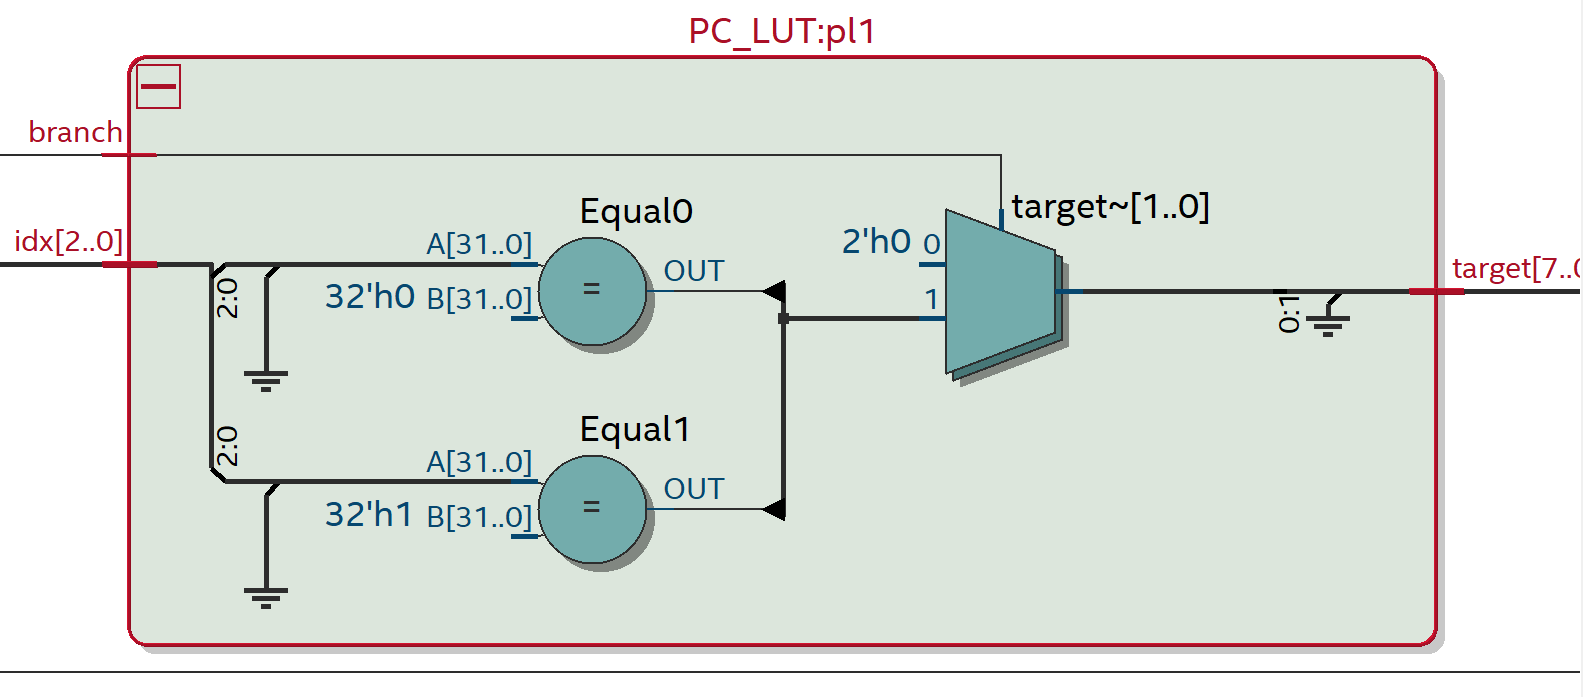 PC_LUT:pl1
branch
idx[2..0]
2:0
2:0
Equal0
A[31..0]
32'h0 B[31..0]
=
OUT
Equal1
A[31..0]
32'h1 B[31..0]
=
OUT
target~[1..0]
2'h0 0
1
0:1
target[7..0